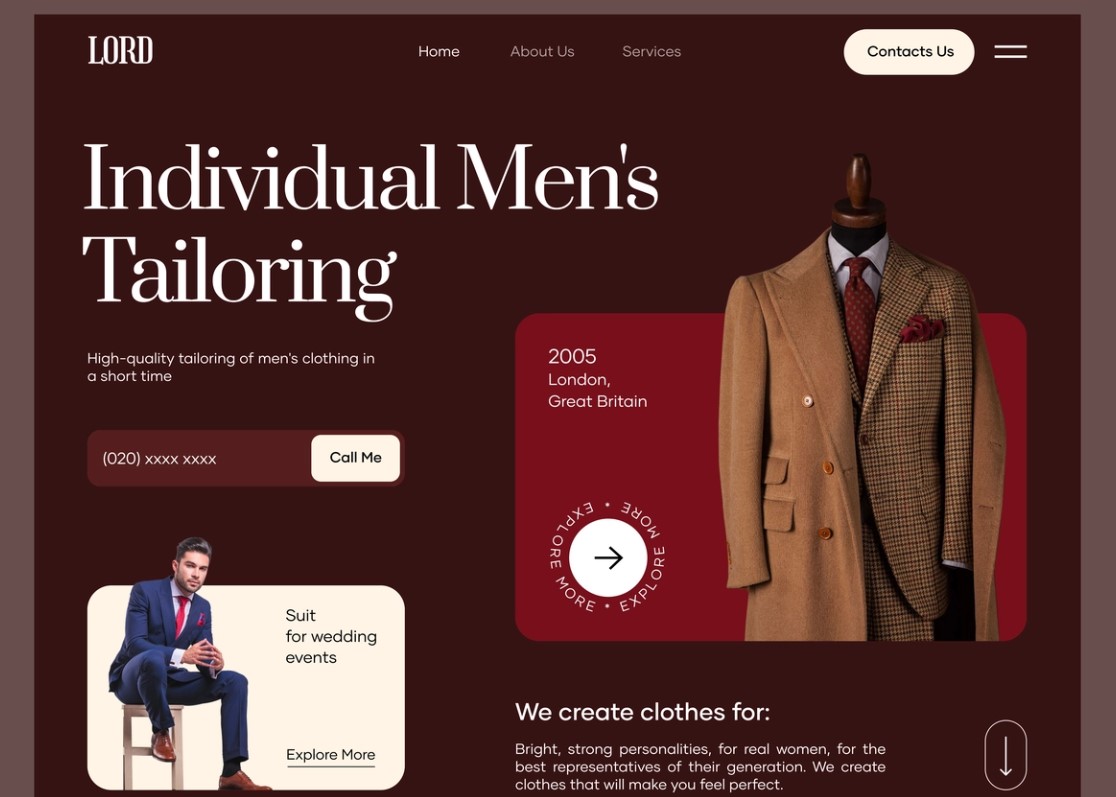 LORD
Home
About Us
Services
Contacts Us
Individual Men's
Tailoring
High-quality tailoring of men's clothing in
a short time
(020) xxxx xxxx
Call Me
2005
London,
Great Britain
EXPLORE MORE • EXPLORE MORE •
Suit
for wedding
events
Explore More
We create clothes for:
Bright, strong personalities, for real women, for the
best representatives of their generation. We create
clothes that will make you feel perfect.